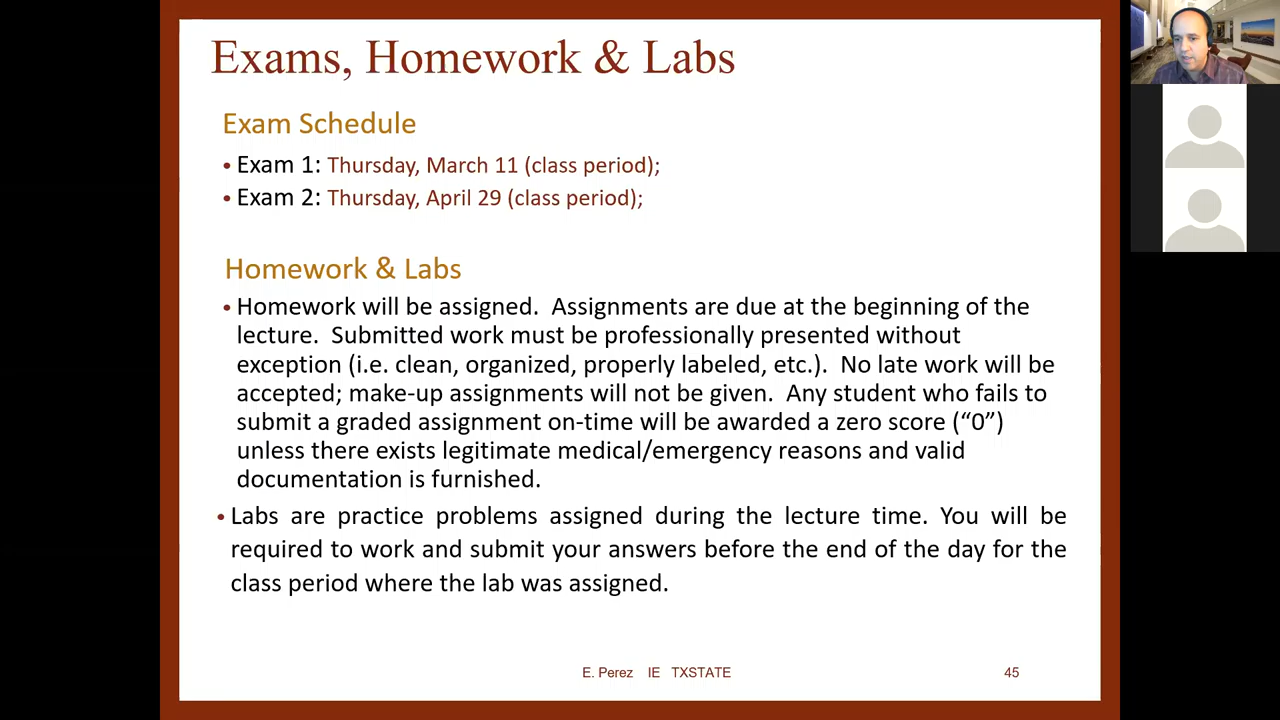 Exams, Homework & Labs
Exam Schedule
• Exam 1: Thursday, March 11 (class period);
• Exam 2: Thursday, April 29 (class period);
Homework & Labs
• Homework will be assigned.  Assignments are due at the beginning of the
lecture.  Submitted work must be professionally presented without
exception (i.e. clean, organized, properly labeled, etc.).  No late work will be
accepted; make-up assignments will not be given.  Any student who fails to
submit a graded assignment on-time will be awarded a zero score (“0”)
unless there exists legitimate medical/emergency reasons and valid
documentation is furnished.
• Labs are practice problems assigned during the lecture time. You will be
required to work and submit your answers before the end of the day for the
class period where the lab was assigned.
E. Perez   IE   TXSTATE
45